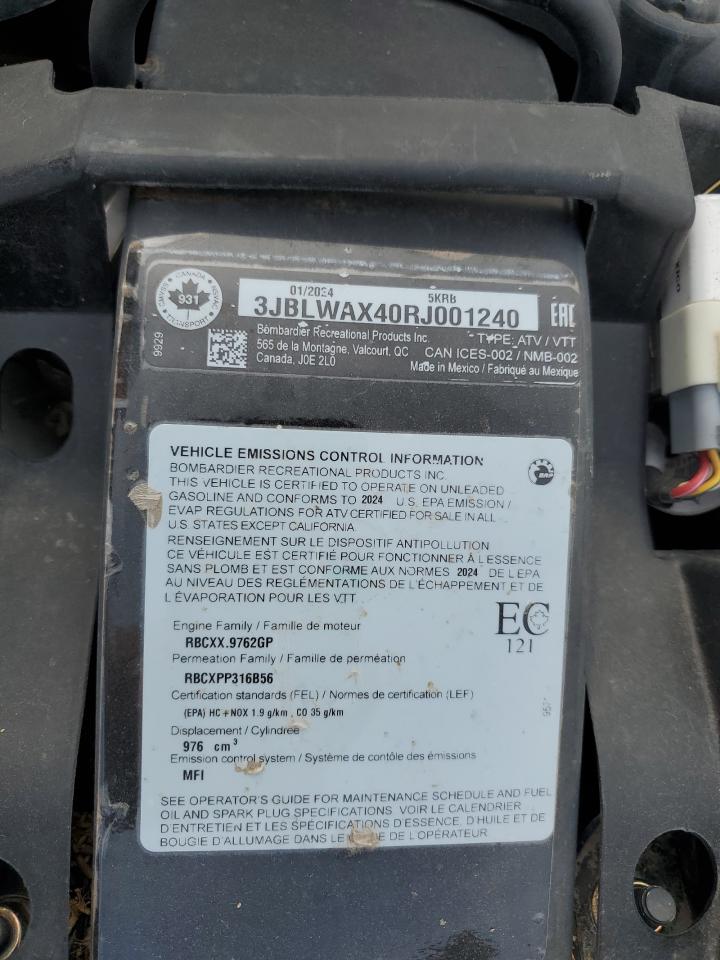 CANADA
CMVSS NSVAC
931
TRANSPORT
9929
01/2024 5KRB
3JBLWAX40RJ001240
EAC
Bombardier Recreational Products Inc.
565 de la Montagne, Valcourt, QC
Canada, J0E 2L0
TYPE: ATV / VTT
CAN ICES-002 / NMB-002
Made in Mexico / Fabriqué au Mexique
VEHICLE EMISSIONS CONTROL INFORMATION
BOMBARDIER RECREATIONAL PRODUCTS INC.
THIS VEHICLE IS CERTIFIED TO OPERATE ON UNLEADED
GASOLINE AND CONFORMS TO 2024 U.S. EPA EMISSION /
EVAP REGULATIONS FOR ATV CERTIFIED FOR SALE IN ALL
U.S. STATES EXCEPT CALIFORNIA.
RENSEIGNEMENT SUR LE DISPOSITIF ANTIPOLLUTION
CE VÉHICULE EST CERTIFIÉ POUR FONCTIONNER À L'ESSENCE
SANS PLOMB ET EST CONFORME AUX NORMES 2024 DE L'EPA
AU NIVEAU DES RÉGLEMENTATIONS DE L'ÉCHAPPEMENT ET DE
L'ÉVAPORATION POUR LES VTT.
BRP
Engine Family / Famille de moteur
RBCXX.9762GP
EC
121
Permeation Family / Famille de perméation
RBCXPP316B56
Certification standards (FEL) / Normes de certification (LEF)
(EPA) HC+NOX 1.9 g/km, CO 35 g/km
Displacement / Cylindrée
976 cm³
Emission control system / Système de contôle des émissions
MFI
SEE OPERATOR'S GUIDE FOR MAINTENANCE SCHEDULE AND FUEL
OIL AND SPARK PLUG SPECIFICATIONS. VOIR LE CALENDRIER
D'ENTRETIEN ET LES SPÉCIFICATIONS D'ESSENCE, D'HUILE ET DE
BOUGIE D'ALLUMAGE DANS LE GUIDE DE L'OPÉRATEUR.